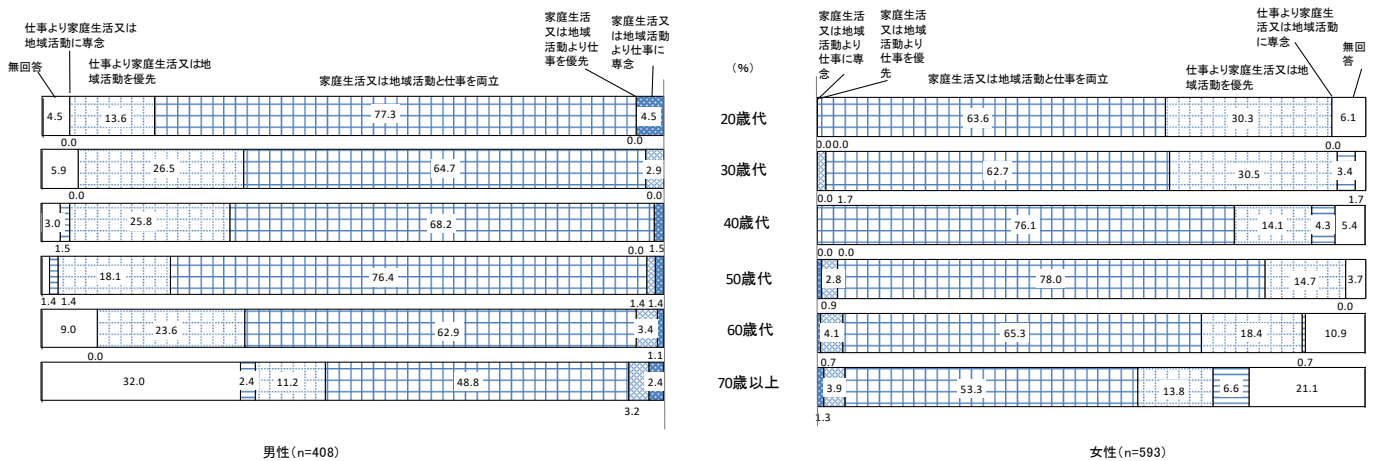 仕事より家庭生活又は
地域活動に専念
無回答
仕事より家庭生活又は地
域活動を優先
家庭生活又は地域活動と仕事を両立
家庭生活
又は地域
活動より仕
事を優先
家庭生活又
は地域活動
より仕事に
専念
(%)
家庭生活
又は地域
活動より
仕事に専
念
家庭生活
又は地域
活動より
仕事を優
先
家庭生活又は地域活動と仕事を両立
仕事より家庭生活又は地
域活動を優先
仕事より家庭生
活又は地域活動
に専念
無回
答
4.5 13.6 77.3 4.5 20歳代 63.6 30.3 6.1
0.0 0.0 0.00.0 0.0
5.9 26.5 64.7 2.9 30歳代 62.7 30.5 3.4
0.0 0.0 0.0 1.7 1.7
3.0 25.8 68.2 40歳代 76.1 14.1 4.3 5.4
1.5 0.0 1.5 0.0 0.0
18.1 76.4 50歳代 2.8 78.0 14.7 3.7
1.4 1.4 1.4 1.4 0.9 0.0
9.0 23.6 62.9 3.4 60歳代 4.1 65.3 18.4 10.9
0.0 1.1 0.7 0.7
32.0 2.4 11.2 48.8 2.4 70歳以上 3.9 53.3 13.8 6.6 21.1
3.2 1.3
男性(n=408) 女性(n=593)